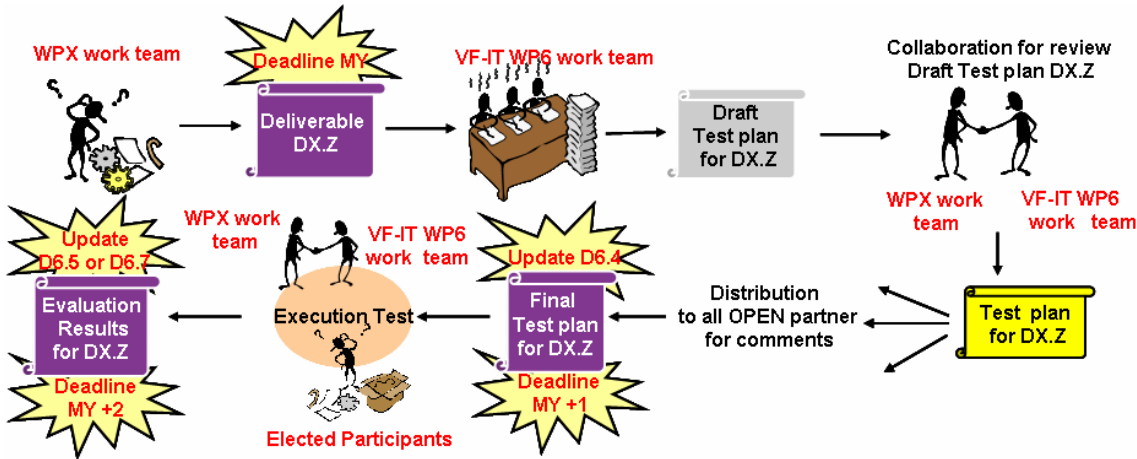 WPX work team
Deadline MY
Deliverable
DX.Z
VF-IT WP6 work team
Draft
Test plan
for DX.Z
Collaboration for review
Draft Test plan DX.Z
WPX work
team
VF-IT WP6
work team
Test plan
for DX.Z
Distribution
to all OPEN partner
for comments
Update D6.4
Final
Test plan
for DX.Z
Deadline
MY +1
WPX work
team
VF-IT WP6
work team
Execution Test
Elected Participants
Update
D6.5 or D6.7
Evaluation
Results
for DX.Z
Deadline
MY +2